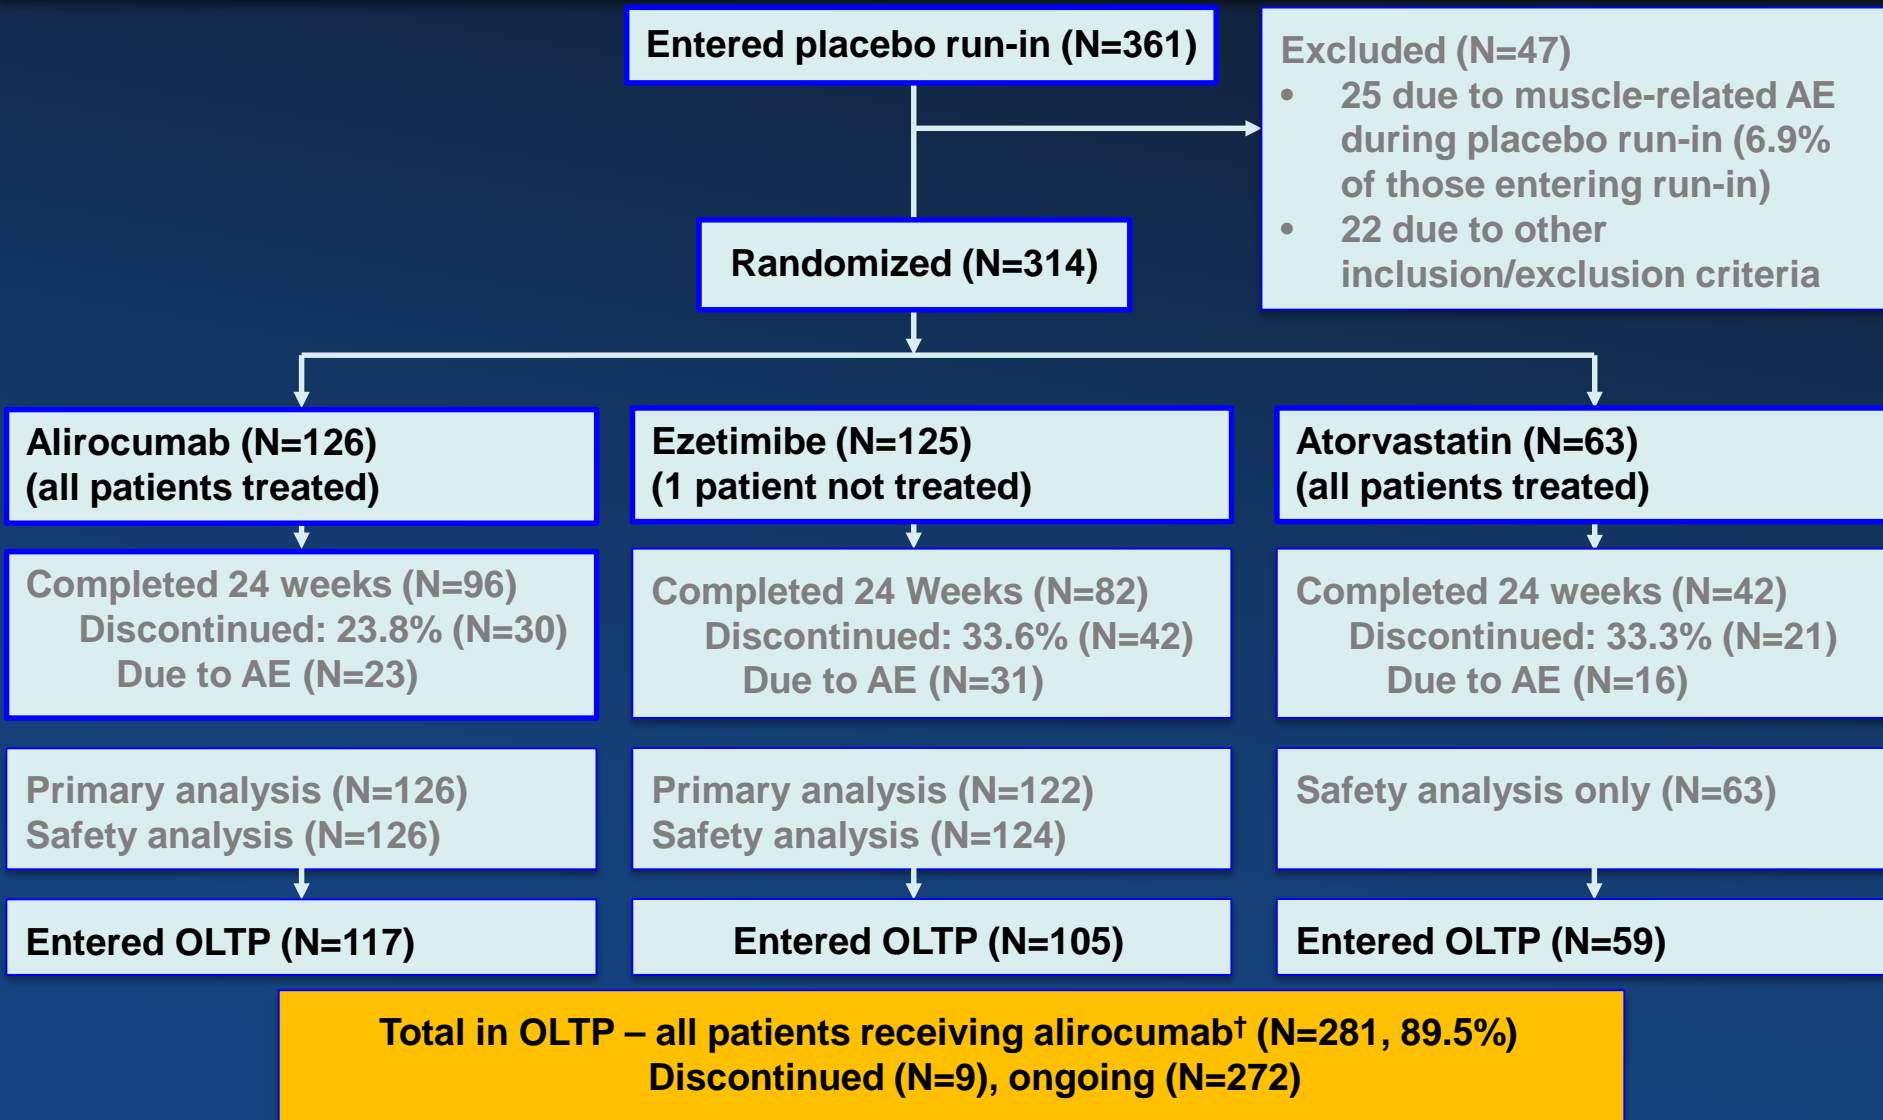 Entered placebo run-in (N=361)
Excluded (N=47)
• 25 due to muscle-related AE
during placebo run-in (6.9%
of those entering run-in)
• 22 due to other
inclusion/exclusion criteria
Randomized (N=314)
Alirocumab (N=126)
(all patients treated)
Ezetimibe (N=125)
(1 patient not treated)
Atorvastatin (N=63)
(all patients treated)
Completed 24 weeks (N=96)
Discontinued: 23.8% (N=30)
Due to AE (N=23)
Completed 24 Weeks (N=82)
Discontinued: 33.6% (N=42)
Due to AE (N=31)
Completed 24 weeks (N=42)
Discontinued: 33.3% (N=21)
Due to AE (N=16)
Primary analysis (N=126)
Safety analysis (N=126)
Primary analysis (N=122)
Safety analysis (N=124)
Safety analysis only (N=63)
Entered OLTP (N=117)
Entered OLTP (N=105)
Entered OLTP (N=59)
Total in OLTP – all patients receiving alirocumab† (N=281, 89.5%)
Discontinued (N=9), ongoing (N=272)